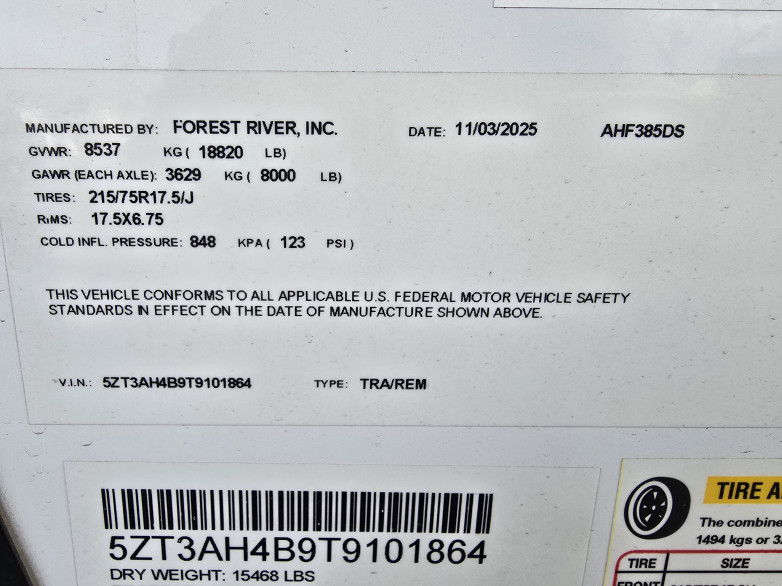 MANUFACTURED BY: FOREST RIVER, INC. DATE: 11/03/2025 AHF385DS
GVWR: 8537 KG ( 18820 LB)
GAWR (EACH AXLE): 3629 KG ( 8000 LB)
TIRES: 215/75R17.5/J
RIMS: 17.5X6.75
COLD INFL. PRESSURE: 848 KPA ( 123 PSI )
THIS VEHICLE CONFORMS TO ALL APPLICABLE U.S. FEDERAL MOTOR VEHICLE SAFETY
STANDARDS IN EFFECT ON THE DATE OF MANUFACTURE SHOWN ABOVE.
V.I.N.: 5ZT3AH4B9T9101864 TYPE: TRA/REM
5ZT3AH4B9T9101864
DRY WEIGHT: 15468 LBS
TIRE
The combine
1494 kgs or
TIRE SIZE
FRONT